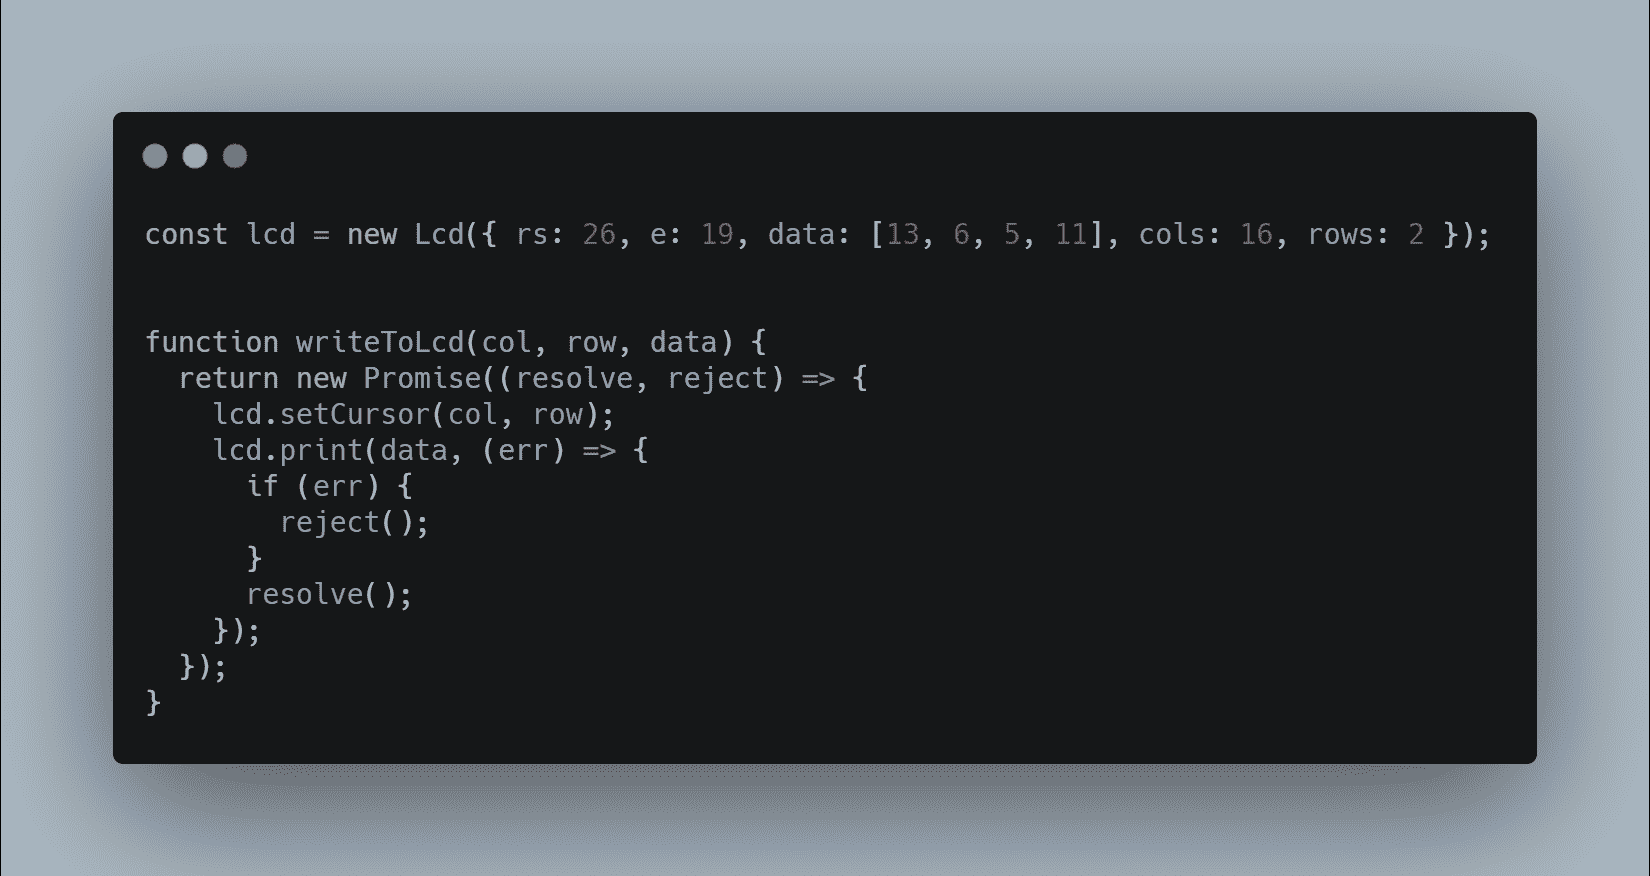 const lcd = new Lcd({ rs: 26, e: 19, data: [13, 6, 5, 11], cols: 16, rows: 2 });
function writeToLcd(col, row, data) {
  return new Promise((resolve, reject) => {
    lcd.setCursor(col, row);
    lcd.print(data, (err) => {
      if (err) {
        reject();
      }
      resolve();
    });
  });
}